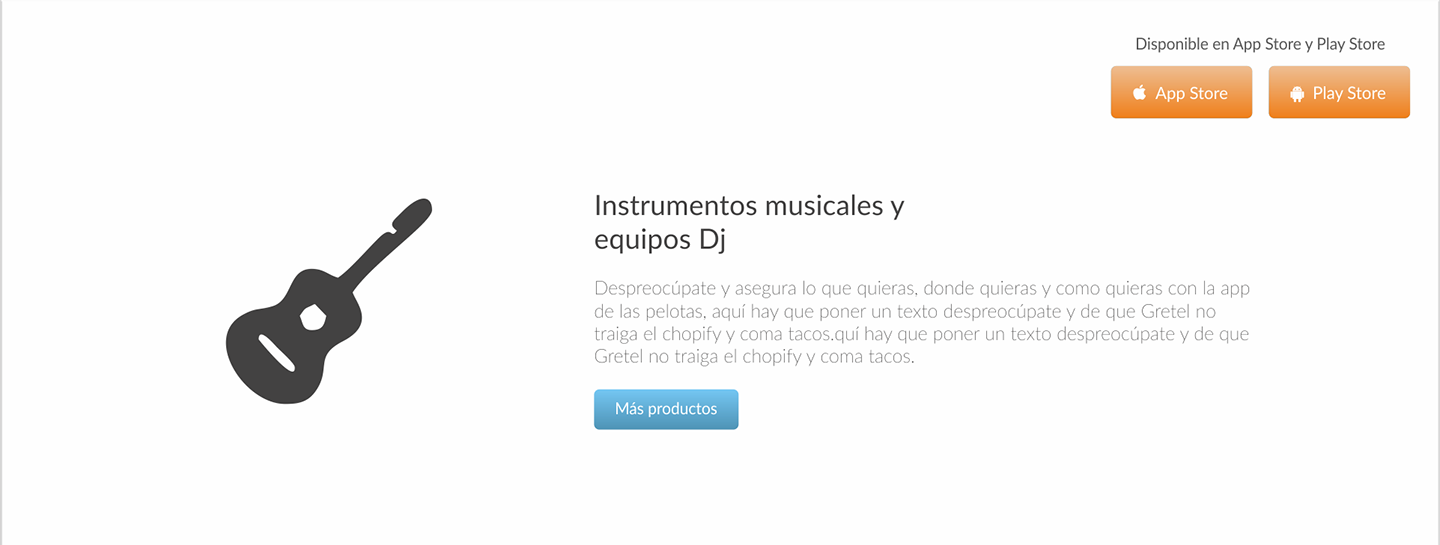 Disponible en App Store y Play Store
App Store
Play Store
Instrumentos musicales y
equipos Dj
Despreocúpate y asegura lo que quieras, donde quieras y como quieras con la app
de las pelotas, aquí hay que poner un texto despreocúpate y de que Gretel no
traiga el chopify y coma tacos.quí hay que poner un texto despreocúpate y de que
Gretel no traiga el chopify y coma tacos.
Más productos